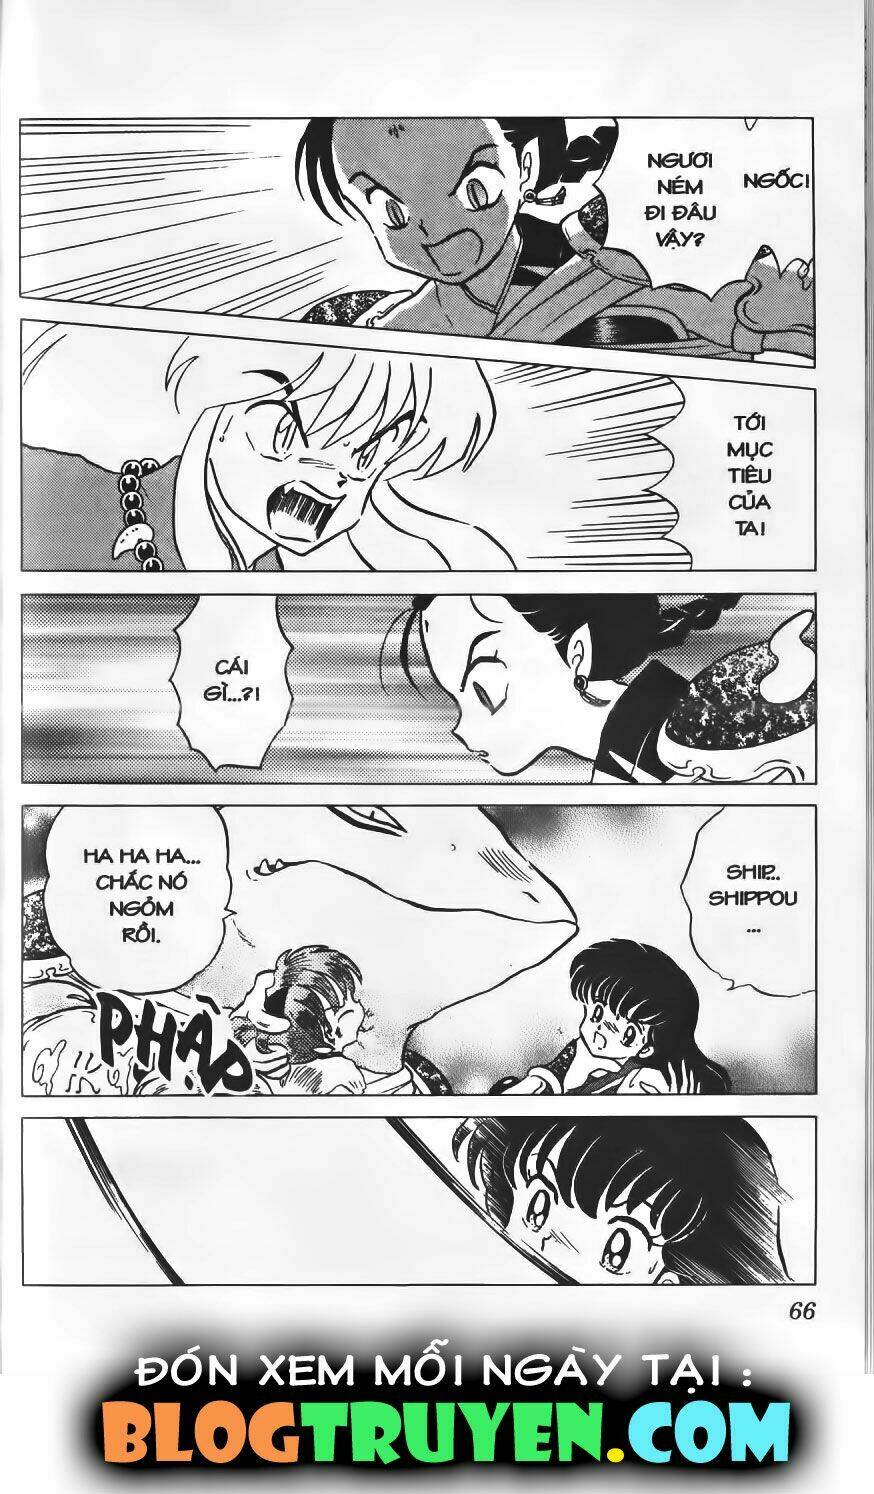 NGỐC!
NGƯƠI
NÉM
ĐI ĐÂU
VẬY?
TỚI
MỤC
TIÊU
CỦA
TA!
CÁI
GÌ...?!
SHIP...
SHIPPOU
...
HA HA HA...
CHẮC NÓ
NGỎM
RỒI.
PHẬP
66
ĐÓN XEM MỖI NGÀY TẠI :
BLOGTRUYEN.COM